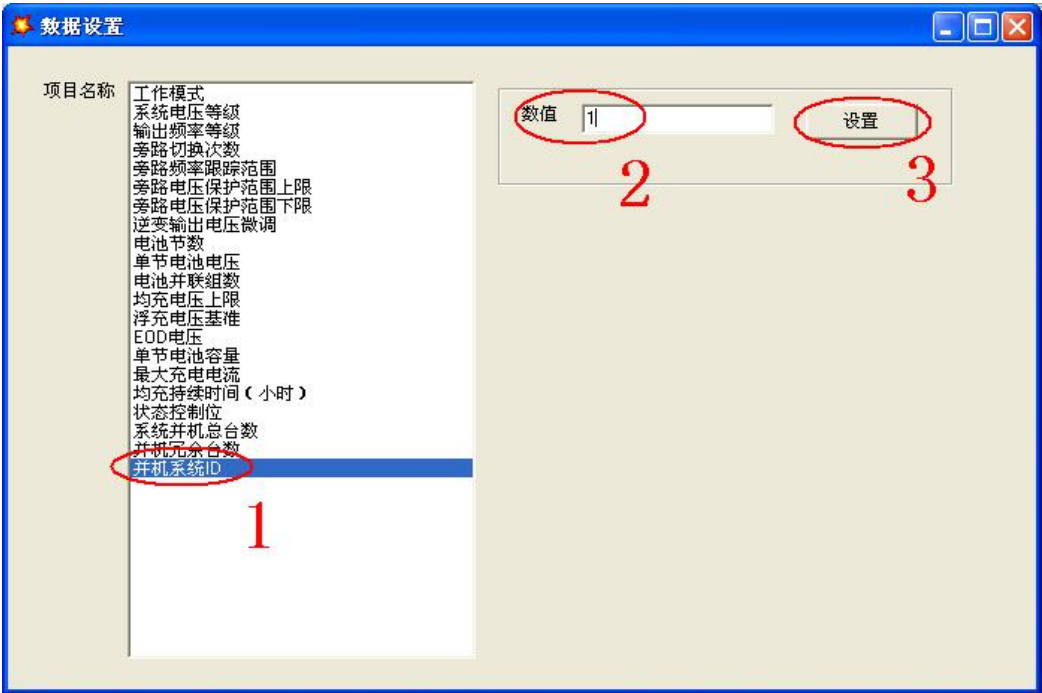 数据设置
项目名称
工作模式
系统电压等级
输出频率等级
旁路切换次数
旁路频率跟踪范围
旁路电压保护范围上限
旁路电压保护范围下限
逆变输出电压微调
电池节数
单节电池电压
电池并联组数
均充电压上限
浮充电压基准
EOD电压
单节电池容量
最大充电电流
均充持续时间(小时)
状态控制位
系统并机总台数
并机冗余台数
并机系统ID
数值 1
设置
1
2
3